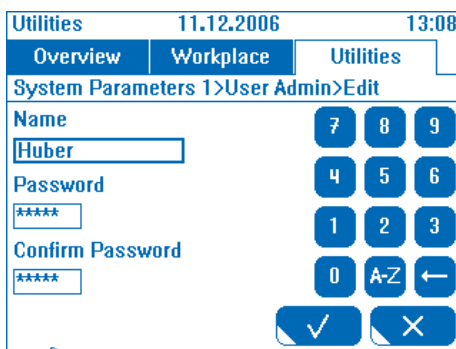 Utilities 11.12.2006 13:08
Overview Workplace Utilities
System Parameters 1>User Admin>Edit
Name
Huber
Password
*****
Confirm Password
*****
7 8 9
4 5 6
1 2 3
0 A-Z ←
✓ ✕